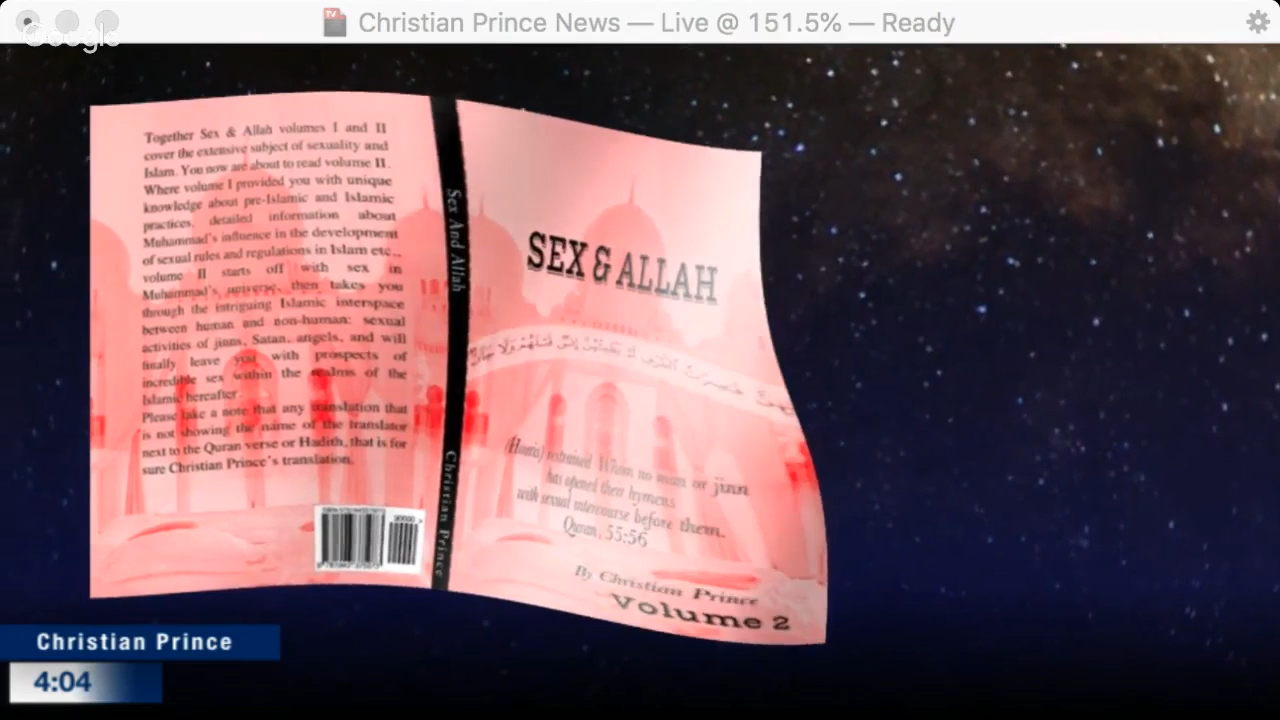 Christian Prince News — Live @ 151.5% — Ready
Google
Together Sex & Allah volumes I and II
cover the extensive subject of sexuality and
Islam. You now are about to read volume II.
Where volume I provided you with unique
knowledge about pre-Islamic and Islamic
practices, detailed information about
Muhammad's influence in the development
of sexual rules and regulations in Islam etc..,
volume II starts off with sex in
Muhammad's universe, then takes you
through the intriguing Islamic interspace
between human and non-human: sexual
activities of jinns, Satan, angels, and will
finally leave you with prospects of
incredible sex within the realms of the
Islamic hereafter.
Please take a note that any translation that
is not showing the name of the translator
next to the Quran verse or Hadith, that is for
sure Christian Prince's translation.
90000 >
Sex And Allah
Christian Prince
SEX & ALLAH
(Houris) restrained. Whom no man or jinn
has opened their hymens
with sexual intercourse before them.
Quran, 55:56
By Christian Prince
Volume 2
Christian Prince
4:04